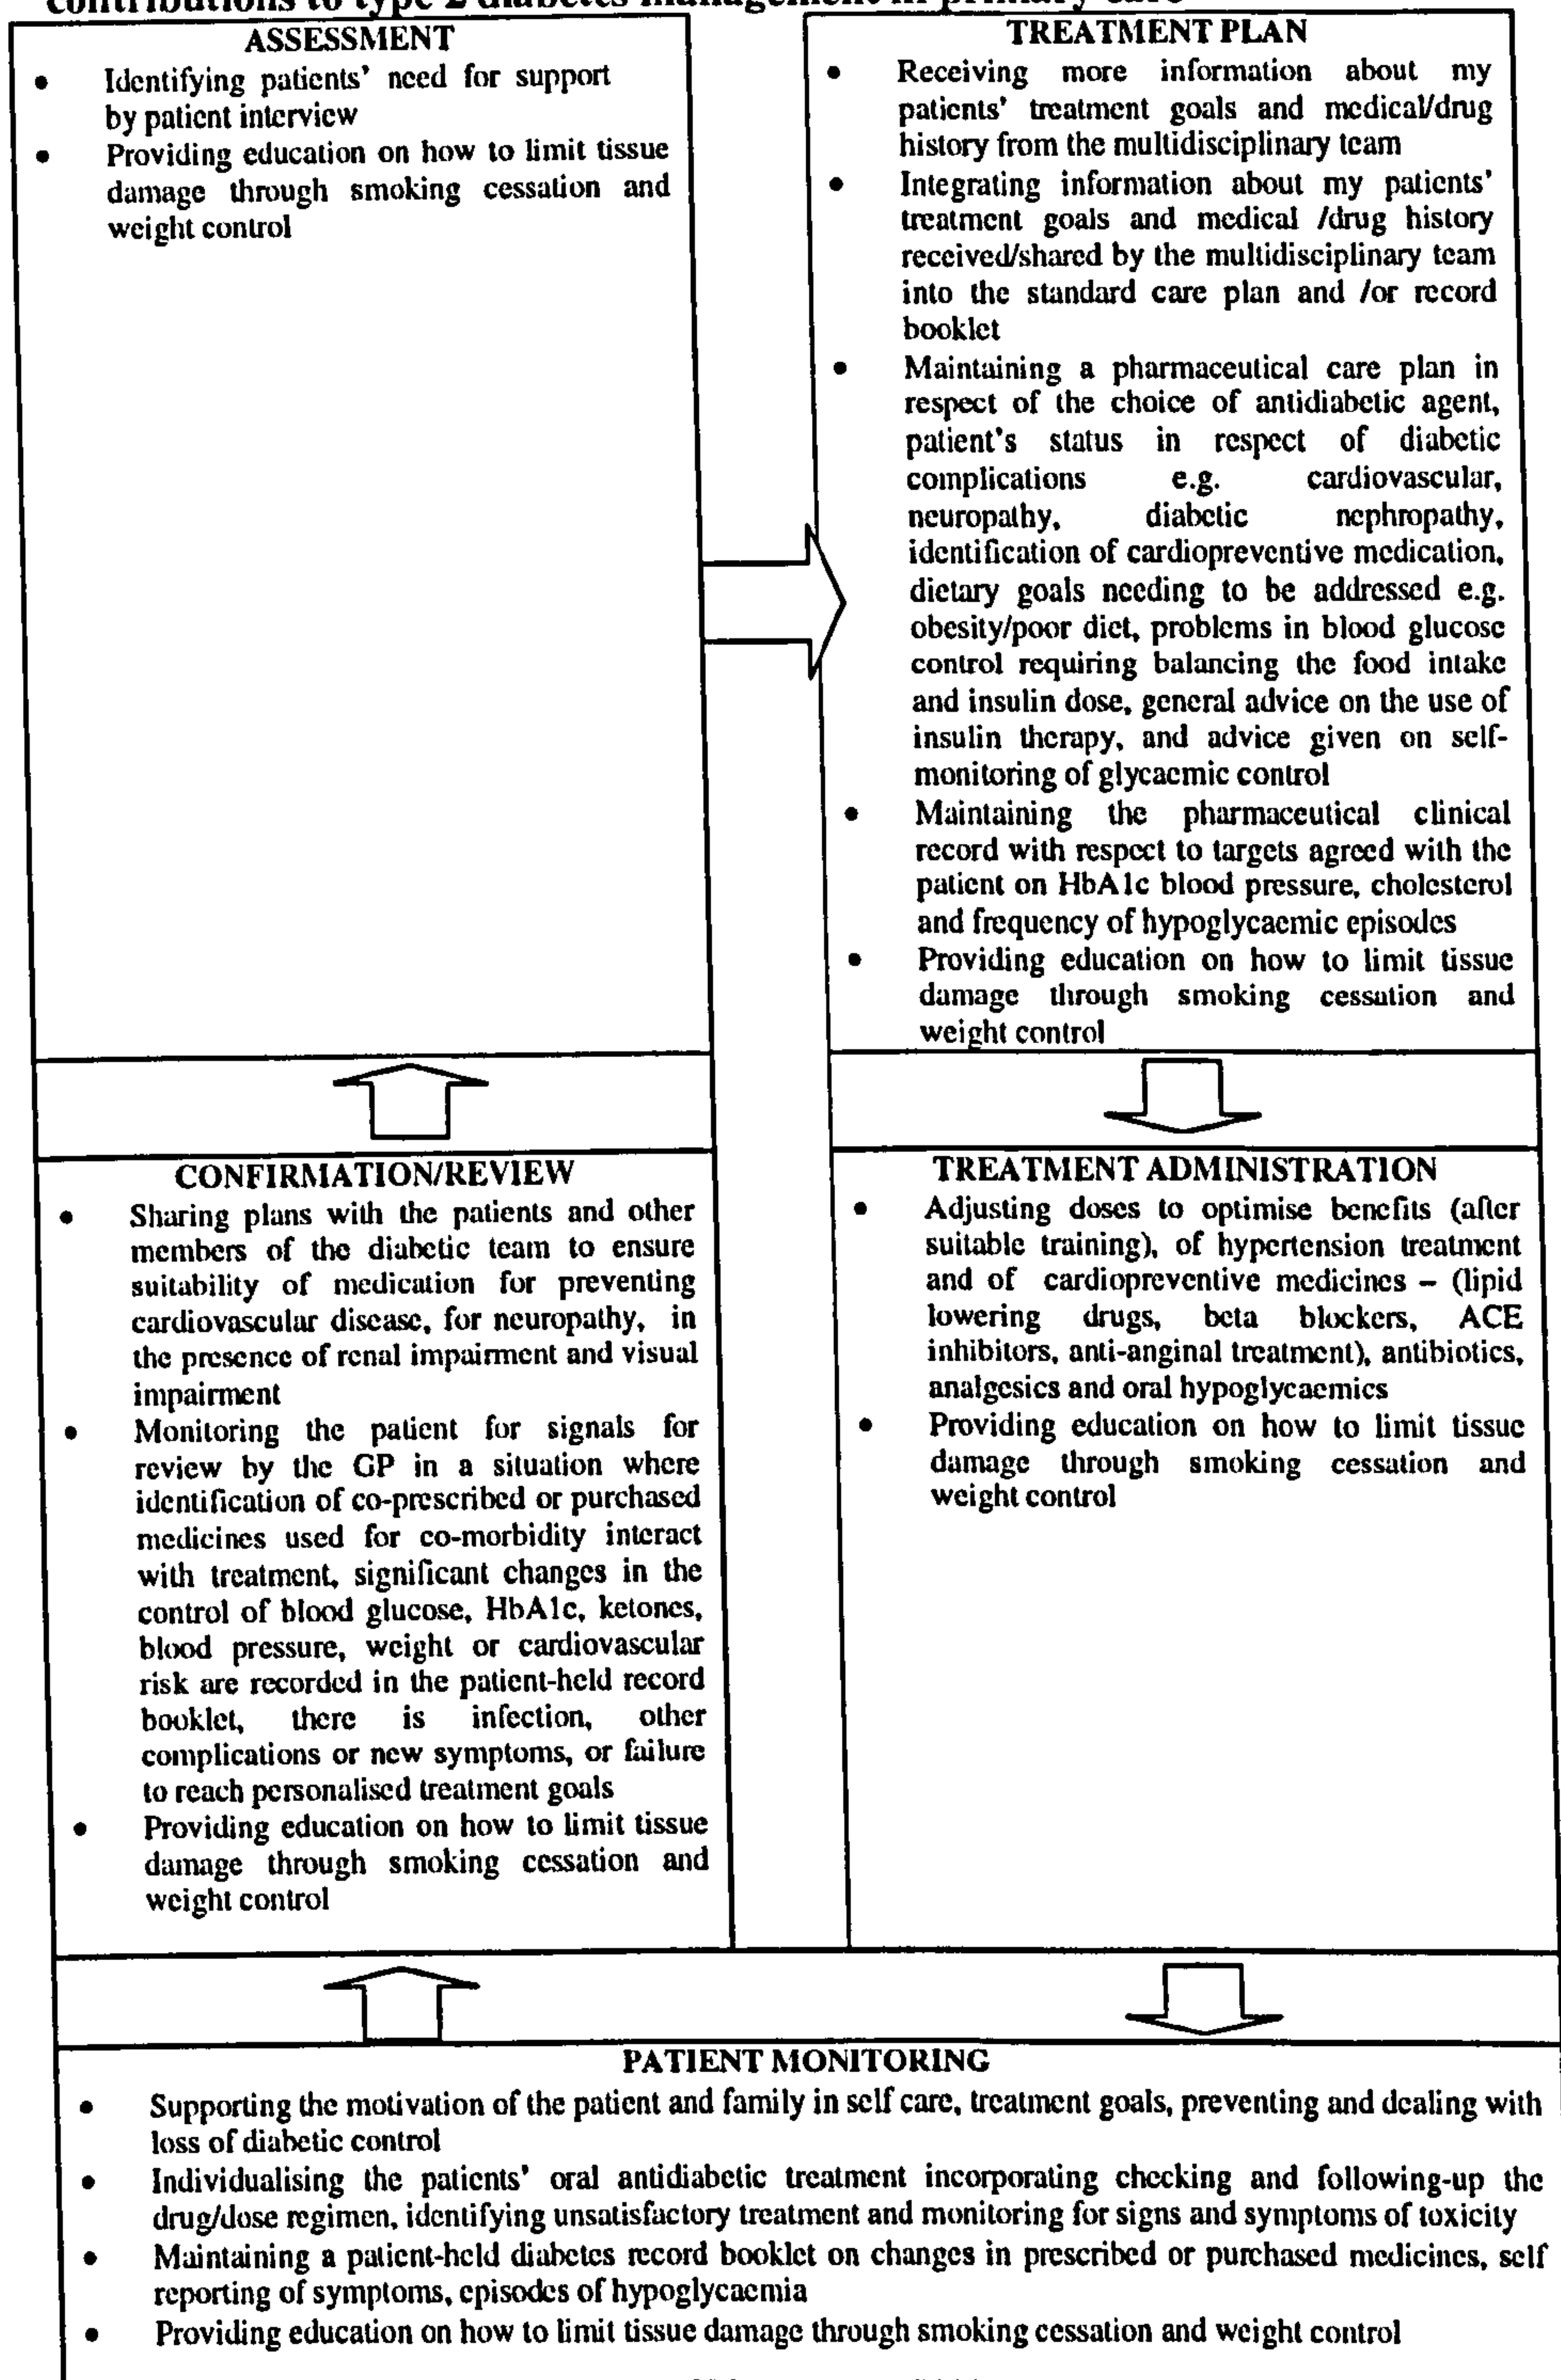 contributions to type 2 diabetes management in primary care
ASSESSMENT
• Identifying patients' need for support
by patient interview
• Providing education on how to limit tissue
damage through smoking cessation and
weight control
TREATMENT PLAN
• Receiving more information about my
patients' treatment goals and medical/drug
history from the multidisciplinary team
• Integrating information about my patients'
treatment goals and medical /drug history
received/shared by the multidisciplinary team
into the standard care plan and /or record
booklet
• Maintaining a pharmaceutical care plan in
respect of the choice of antidiabetic agent,
patient's status in respect of diabetic
complications e.g. cardiovascular,
neuropathy, diabetic nephropathy,
identification of cardiopreventive medication,
dietary goals needing to be addressed e.g.
obesity/poor diet, problems in blood glucose
control requiring balancing the food intake
and insulin dose, general advice on the use of
insulin therapy, and advice given on self-
monitoring of glycaemic control
• Maintaining the pharmaceutical clinical
record with respect to targets agreed with the
patient on HbA1c blood pressure, cholesterol
and frequency of hypoglycaemic episodes
• Providing education on how to limit tissue
damage through smoking cessation and
weight control
CONFIRMATION/REVIEW
• Sharing plans with the patients and other
members of the diabetic team to ensure
suitability of medication for preventing
cardiovascular disease, for neuropathy, in
the presence of renal impairment and visual
impairment
• Monitoring the patient for signals for
review by the GP in a situation where
identification of co-prescribed or purchased
medicines used for co-morbidity interact
with treatment, significant changes in the
control of blood glucose, HbA1c, ketones,
blood pressure, weight or cardiovascular
risk are recorded in the patient-held record
booklet, there is infection, other
complications or new symptoms, or failure
to reach personalised treatment goals
• Providing education on how to limit tissue
damage through smoking cessation and
weight control
TREATMENT ADMINISTRATION
• Adjusting doses to optimise benefits (after
suitable training), of hypertension treatment
and of cardiopreventive medicines – (lipid
lowering drugs, beta blockers, ACE
inhibitors, anti-anginal treatment), antibiotics,
analgesics and oral hypoglycaemics
• Providing education on how to limit tissue
damage through smoking cessation and
weight control
PATIENT MONITORING
• Supporting the motivation of the patient and family in self care, treatment goals, preventing and dealing with
loss of diabetic control
• Individualising the patients' oral antidiabetic treatment incorporating checking and following-up the
drug/dose regimen, identifying unsatisfactory treatment and monitoring for signs and symptoms of toxicity
• Maintaining a patient-held diabetes record booklet on changes in prescribed or purchased medicines, self
reporting of symptoms, episodes of hypoglycaemia
• Providing education on how to limit tissue damage through smoking cessation and weight control